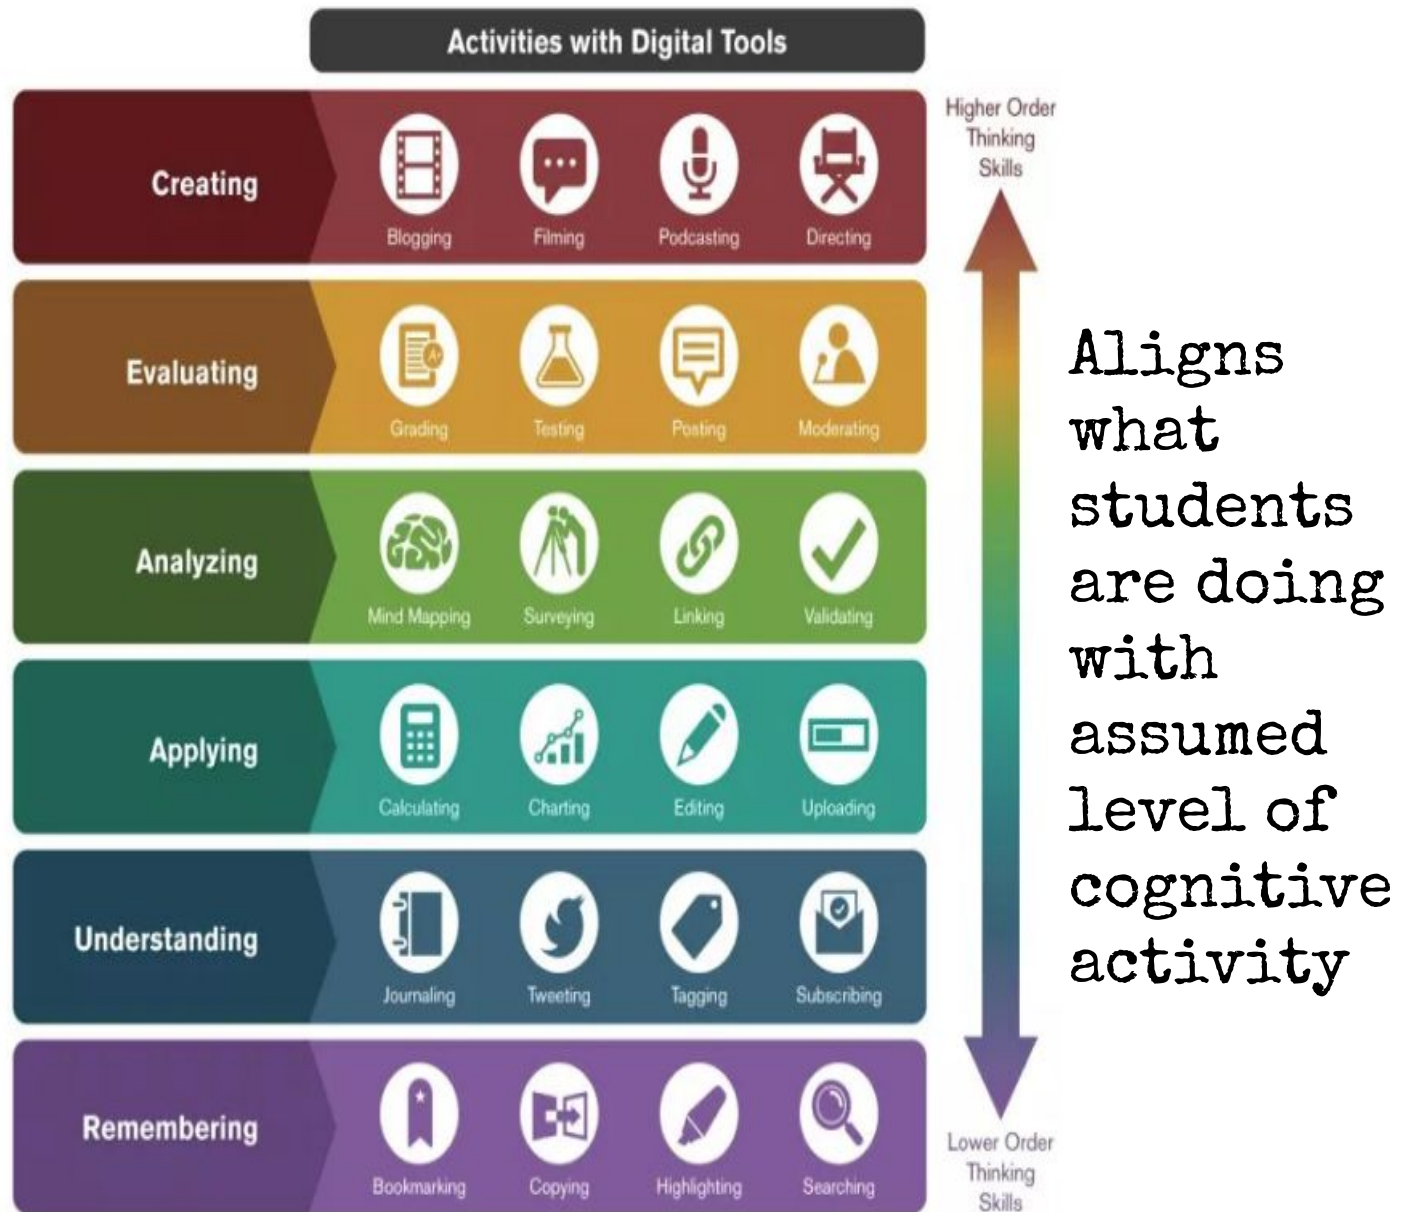 Activities with Digital Tools
Higher Order
Thinking
Skills
Creating
Blogging
Filming
Podcasting
Directing
Evaluating
A+
Grading
Testing
Posting
Moderating
Analyzing
Mind Mapping
Surveying
Linking
Validating
Applying
Calculating
Charting
Editing
Uploading
Understanding
Journaling
Tweeting
Tagging
Subscribing
Remembering
Bookmarking
Copying
Highlighting
Searching
Lower Order
Thinking
Skills
Aligns
what
students
are doing
with
assumed
level of
cognitive
activity